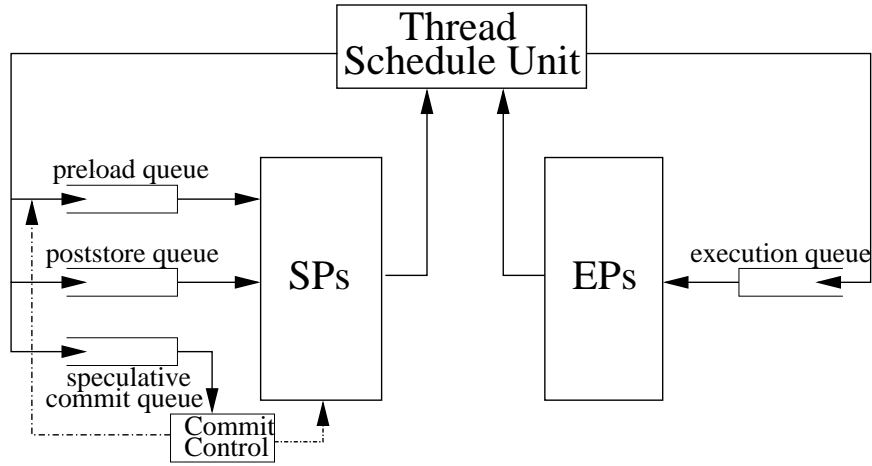 Thread
Schedule Unit
preload queue
poststore queue
SPs
EPs
execution queue
speculative
commit queue
Commit
Control